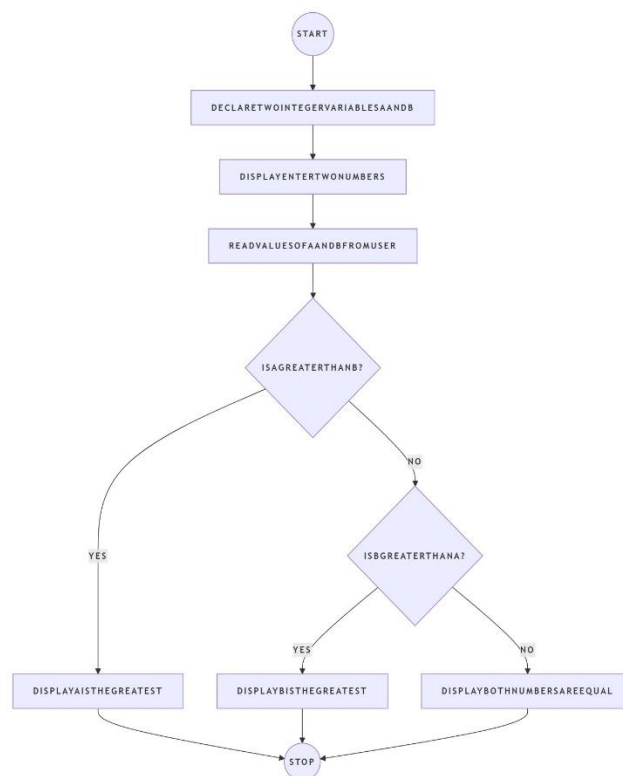 START
DECLARETWOINTEGERVARIABLESAANDB
DISPLAYENTERTWONUMBERS
READVALUESOFAANDBFROMUSER
ISAGREATERTHANB?
NO
YES
ISBGREATERTHANA?
YES
NO
DISPLAYAISTHEGREATEST
DISPLAYBISTHEGREATEST
DISPLAYBOTHNUMBERSAREEQUAL
STOP